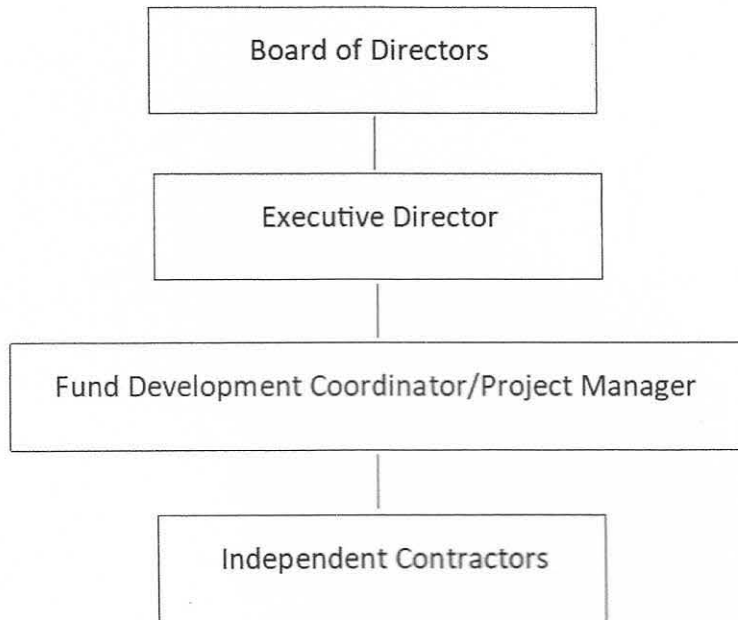 Board of Directors
Executive Director
Fund Development Coordinator/Project Manager
Independent Contractors